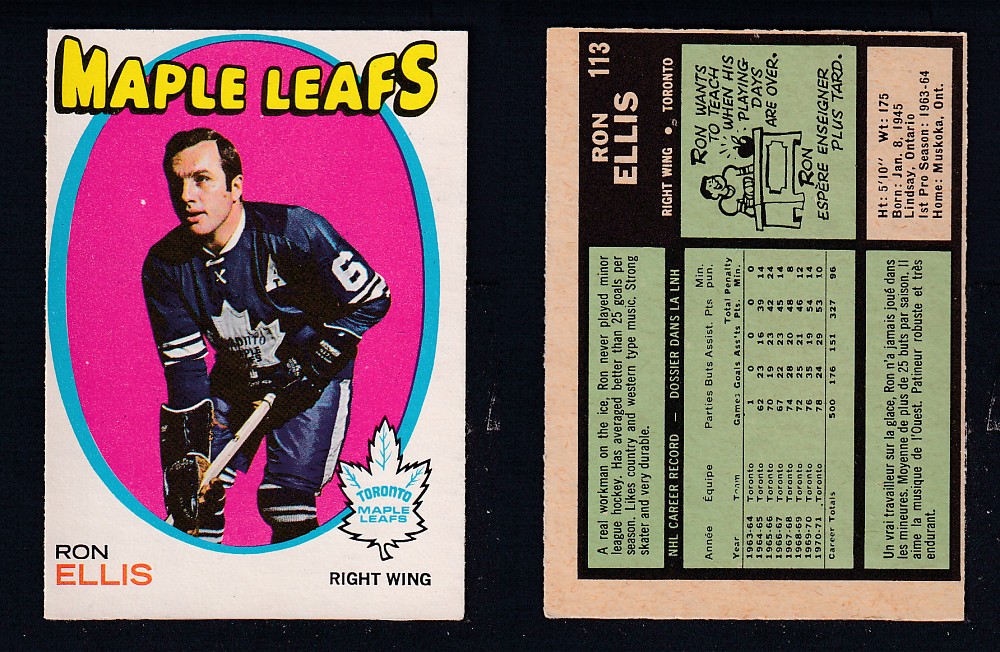 MAPLE LEAFS
6
A
TORONTO
MAPLE
LEAFS
TORONTO
MAPLE
LEAFS
RON
ELLIS
RIGHT WING
113
RON
ELLIS
RIGHT WING • TORONTO
RON WANTS
TO TEACH
WHEN HIS
PLAYING
DAYS
ARE OVER.
RON
ESPÈRE ENSEIGNER
PLUS TARD.
Ht: 5'10" Wt: 175
Born: Jan. 8, 1945
Lindsay, Ontario
1st Pro Season: 1963-64
Home: Muskoka, Ont.
A real workman on the ice, Ron never played minor
league hockey. Has averaged better than 25 goals per
season. Likes country and western type music. Strong
skater and very durable.
NHL CAREER RECORD — DOSSIER DANS LA LNH
Année Équipe Parties Buts Assist. Pts Min. pun.
Year Team Games Goals Ass'ts Total Pts. Penalty Min.
1963-64 Toronto 1 0 0 0 0
1964-65 Toronto 62 23 16 39 14
1965-66 Toronto 70 19 23 42 24
1966-67 Toronto 67 22 23 45 14
1967-68 Toronto 74 28 20 48 8
1968-69 Toronto 72 25 21 46 12
1969-70 Toronto 76 35 19 54 14
1970-71 Toronto 78 24 29 53 10
Career Totals 500 176 151 327 96
Un vrai travailleur sur la glace, Ron n'a jamais joué dans
les mineures. Moyenne de plus de 25 buts par saison. Il
aime la musique de l'Ouest. Patineur robuste et très
endurant.